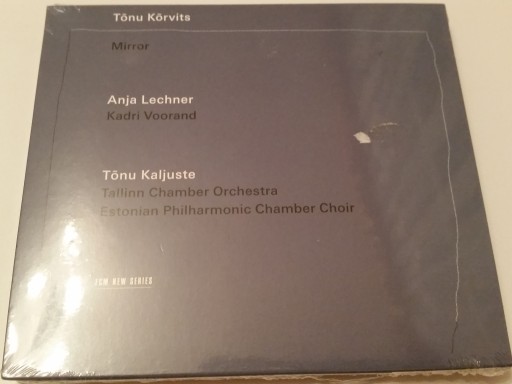 Tõnu Kõrvits
Mirror
Anja Lechner
Kadri Voorand
Tõnu Kaljuste
Tallinn Chamber Orchestra
Estonian Philharmonic Chamber Choir
ECM NEW SERIES